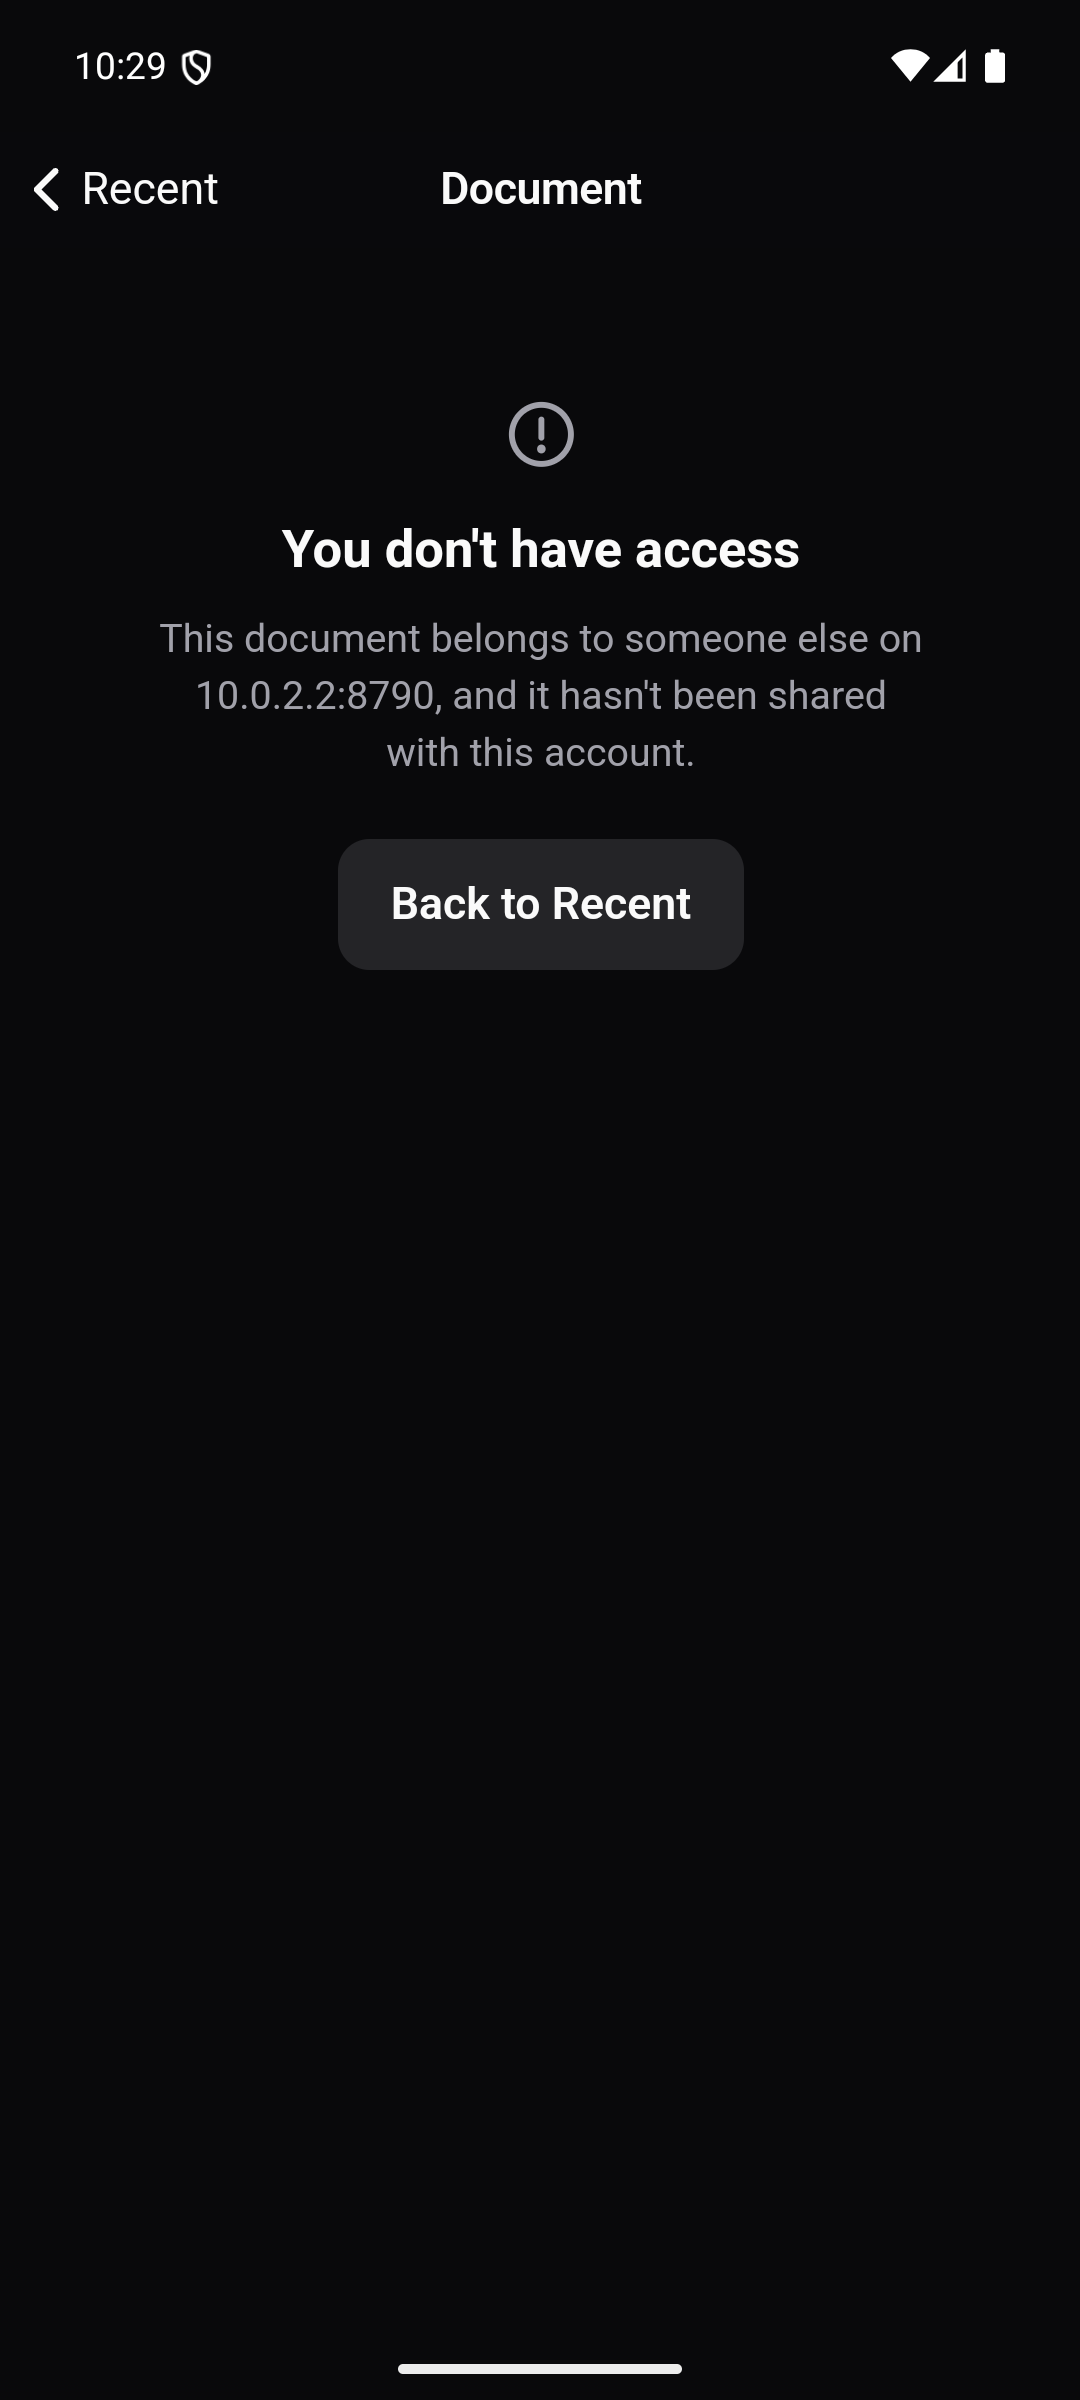 10:29
Recent
Document
You don't have access
This document belongs to someone else on
10.0.2.2:8790, and it hasn't been shared
with this account.
Back to Recent